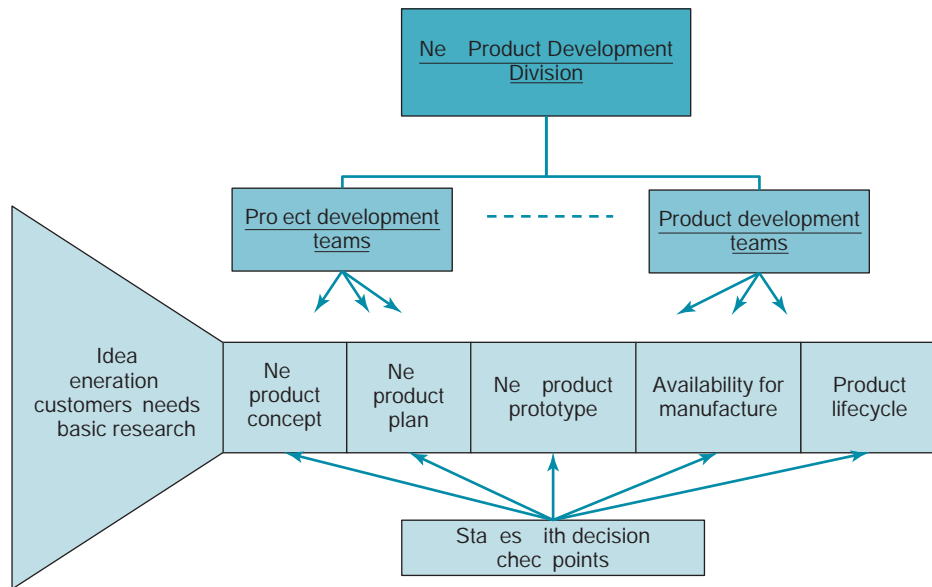 Ne Product Development
Division
Pro ect development
teams
Product development
teams
Idea
eneration
customers needs
basic research
Ne
product
concept
Ne
product
plan
Ne product
prototype
Availability for
manufacture
Product
lifecycle
Sta es ith decision
chec points